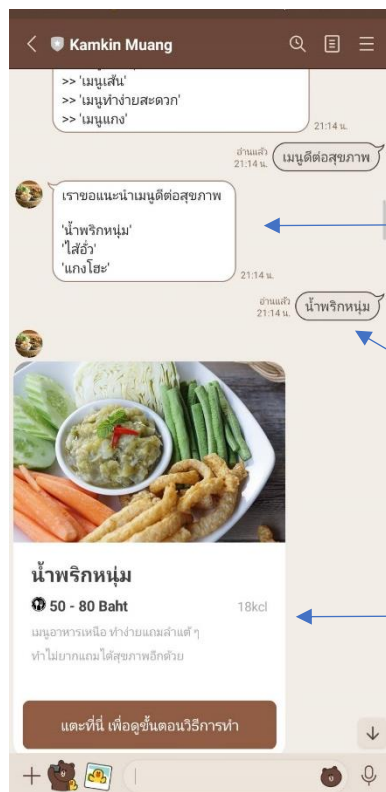 Kamkin Muang
>> 'เมนูเส้น'
>> 'เมนูทำง่ายสะดวก'
>> 'เมนูแกง'
21:14 น.
อ่านแล้ว
21:14 น.
เมนูดีต่อสุขภาพ
เราขอแนะนำเมนูดีต่อสุขภาพ
'น้ำพริกหนุ่ม'
'ไส้อั่ว'
'แกงโฮะ'
21:14 น.
อ่านแล้ว
21:14 น.
น้ำพริกหนุ่ม
น้ำพริกหนุ่ม
50 - 80 Baht
18kcl
เมนูอาหารเหนือ ทำง่ายแถมลำแต้ ๆ
ทำไม่ยากแถมได้สุขภาพอีกด้วย
แตะที่นี่ เพื่อดูขั้นตอนวิธีการทำ